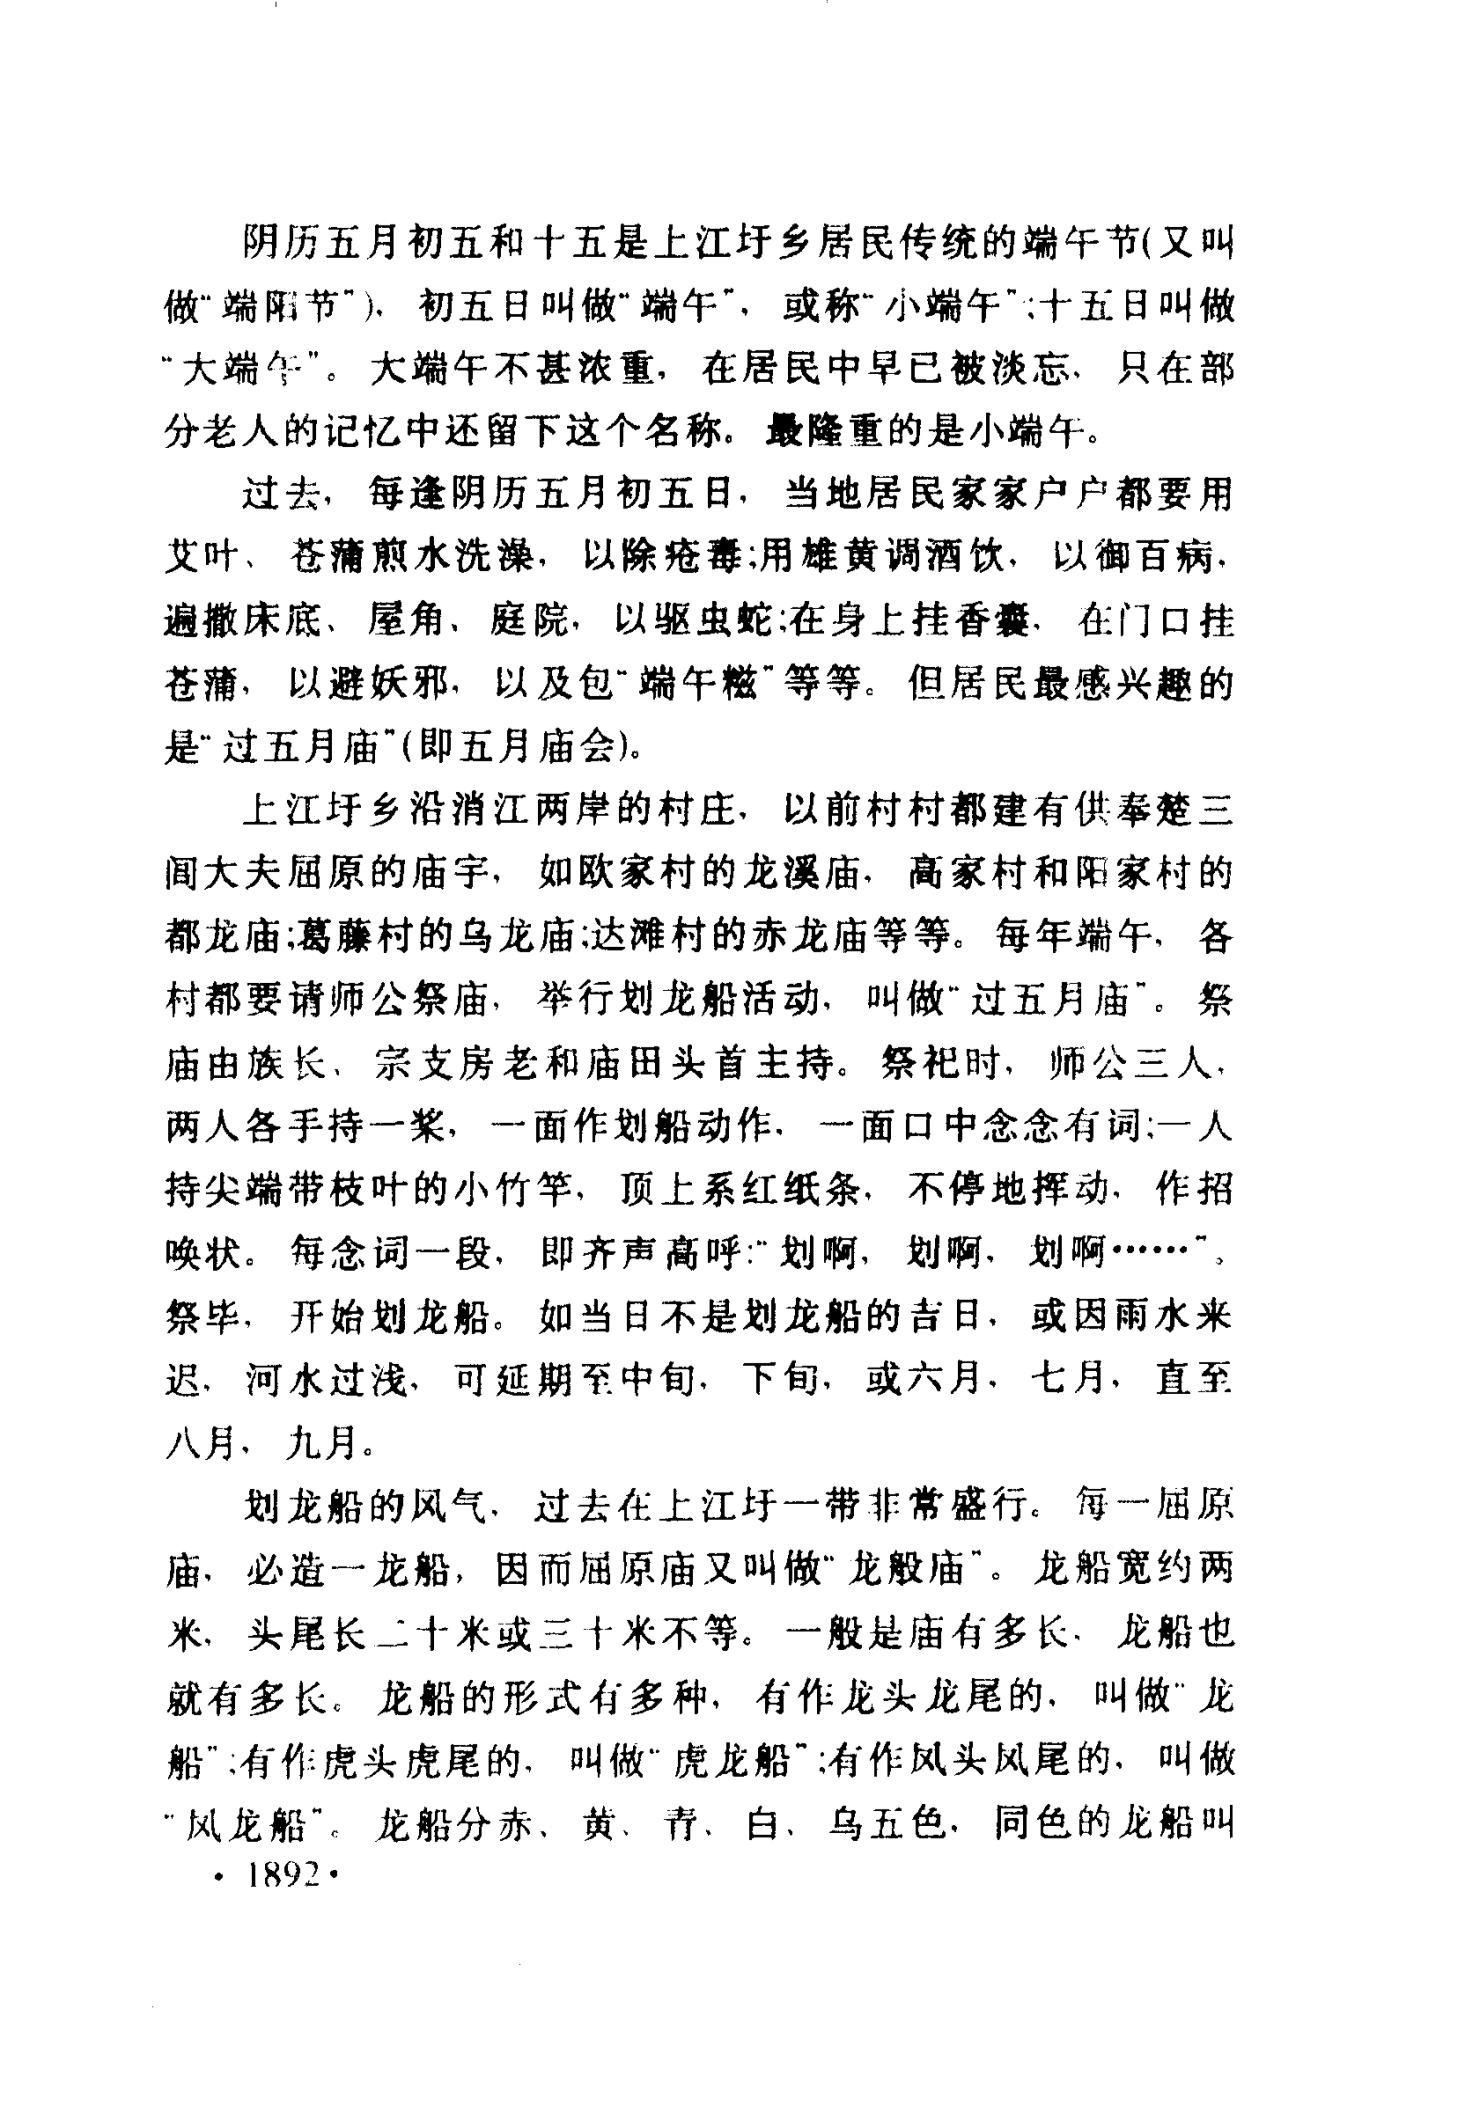 阴历五月初五和十五是上江圩乡居民传统的端午节(又叫
做“端阳节”)，初五日叫做“端午”，或称“小端午”;十五日叫做
“大端午”。大端午不甚浓重，在居民中早已被淡忘，只在部
分老人的记忆中还留下这个名称。最隆重的是小端午。
过去，每逢阴历五月初五日，当地居民家家户户都要用
艾叶、苍蒲煎水洗澡，以除疮毒;用雄黄调酒饮，以御百病，
遍撒床底、屋角、庭院，以驱虫蛇;在身上挂香囊，在门口挂
苍蒲，以避妖邪，以及包“端午糍”等等。但居民最感兴趣的
是“过五月庙”(即五月庙会)。
上江圩乡沿消江两岸的村庄，以前村村都建有供奉楚三
闾大夫屈原的庙宇，如欧家村的龙溪庙，高家村和阳家村的
都龙庙;葛藤村的乌龙庙;达滩村的赤龙庙等等。每年端午，各
村都要请师公祭庙，举行划龙船活动，叫做“过五月庙”。祭
庙由族长、宗支房老和庙田头首主持。祭祀时，师公三人，
两人各手持一桨，一面作划船动作，一面口中念念有词;一人
持尖端带枝叶的小竹竿，顶上系红纸条，不停地挥动，作招
唤状。每念词一段，即齐声高呼:“划啊，划啊，划啊……”。
祭毕，开始划龙船。如当日不是划龙船的吉日，或因雨水来
迟，河水过浅，可延期至中旬，下旬，或六月，七月，直至
八月，九月。
划龙船的风气，过去在上江圩一带非常盛行。每一屈原
庙，必造一龙船，因而屈原庙又叫做“龙般庙”。龙船宽约两
米，头尾长二十米或三十米不等。一般是庙有多长，龙船也
就有多长。龙船的形式有多种，有作龙头龙尾的，叫做“龙
船”;有作虎头虎尾的，叫做“虎龙船”;有作凤头凤尾的，叫做
“凤龙船”。龙船分赤、黄、青、白、乌五色，同色的龙船叫
·1892·